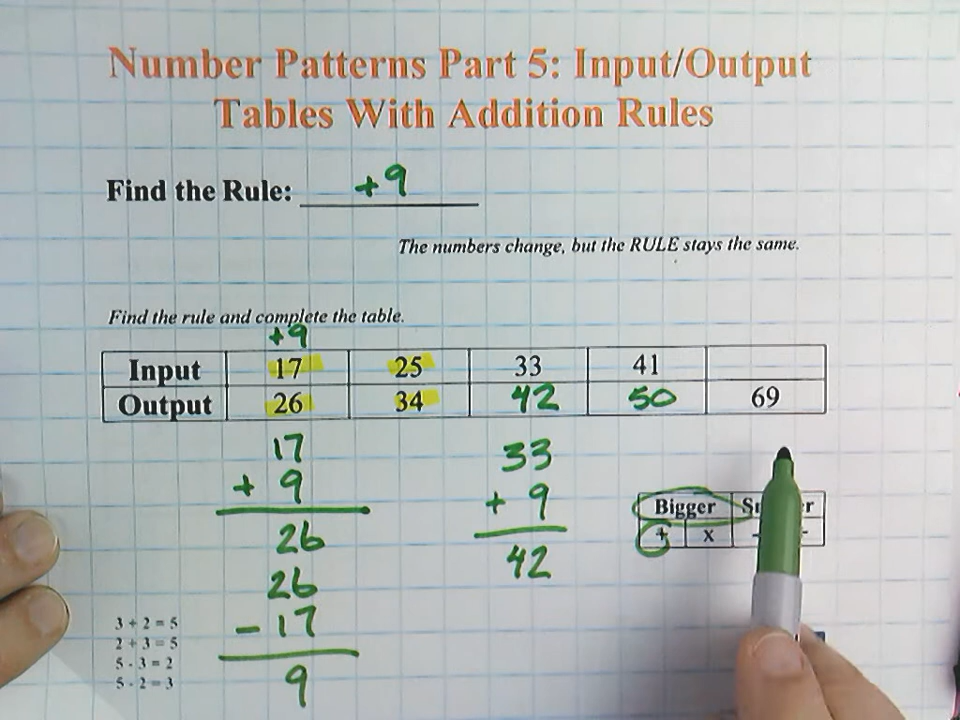 Number Patterns Part 5: Input/Output
Tables With Addition Rules
Find the Rule: +9
The numbers change, but the RULE stays the same.
Find the rule and complete the table.
+9
Input 17 25 33 41
Output 26 34 42 50 69
17
+ 9
26
26
- 17
9
33
+ 9
42
Bigger
+ x
3 + 2 = 5
2 + 3 = 5
5 - 3 = 2
5 - 2 = 3